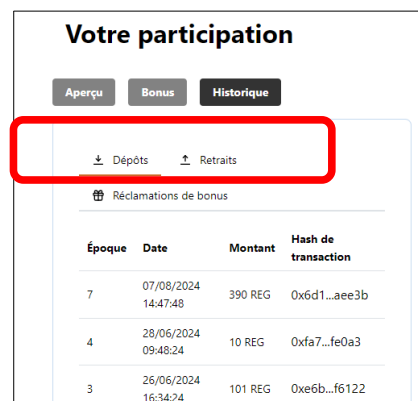 Votre participation
Aperçu Bonus Historique
Dépôts Retraits
Réclamations de bonus
Époque Date Montant Hash de
transaction
7 07/08/2024 390 REG 0x6d1...aee3b
14:47:48
4 28/06/2024 10 REG 0xfa7...fe0a3
09:48:24
3 26/06/2024 101 REG 0xe6b...f6122
16:34:24